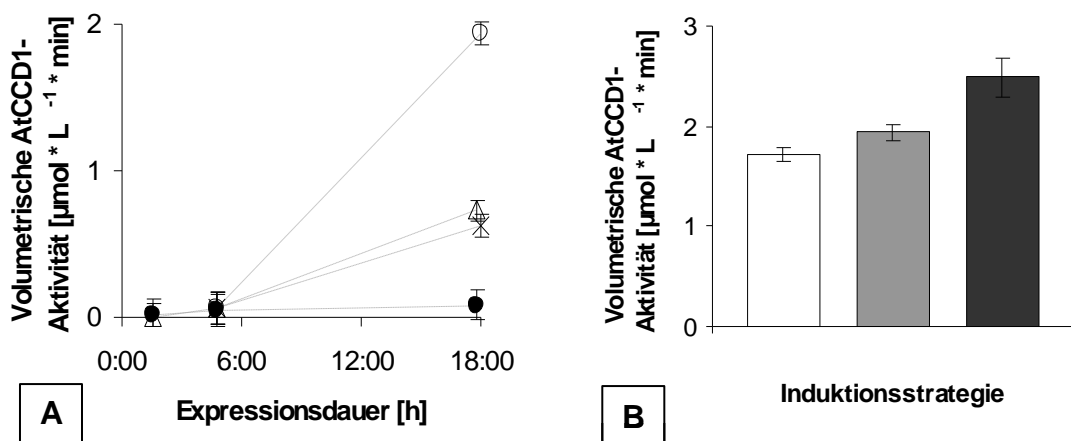 Volumetrische AtCCD1-
Aktivität [µmol * L -1 * min]
2
1
0
0:00 6:00 12:00 18:00
Expressionsdauer [h]
A
Volumetrische AtCCD1-
Aktivität [µmol * L -1 * min]
3
2
1
0
Induktionsstrategie
B